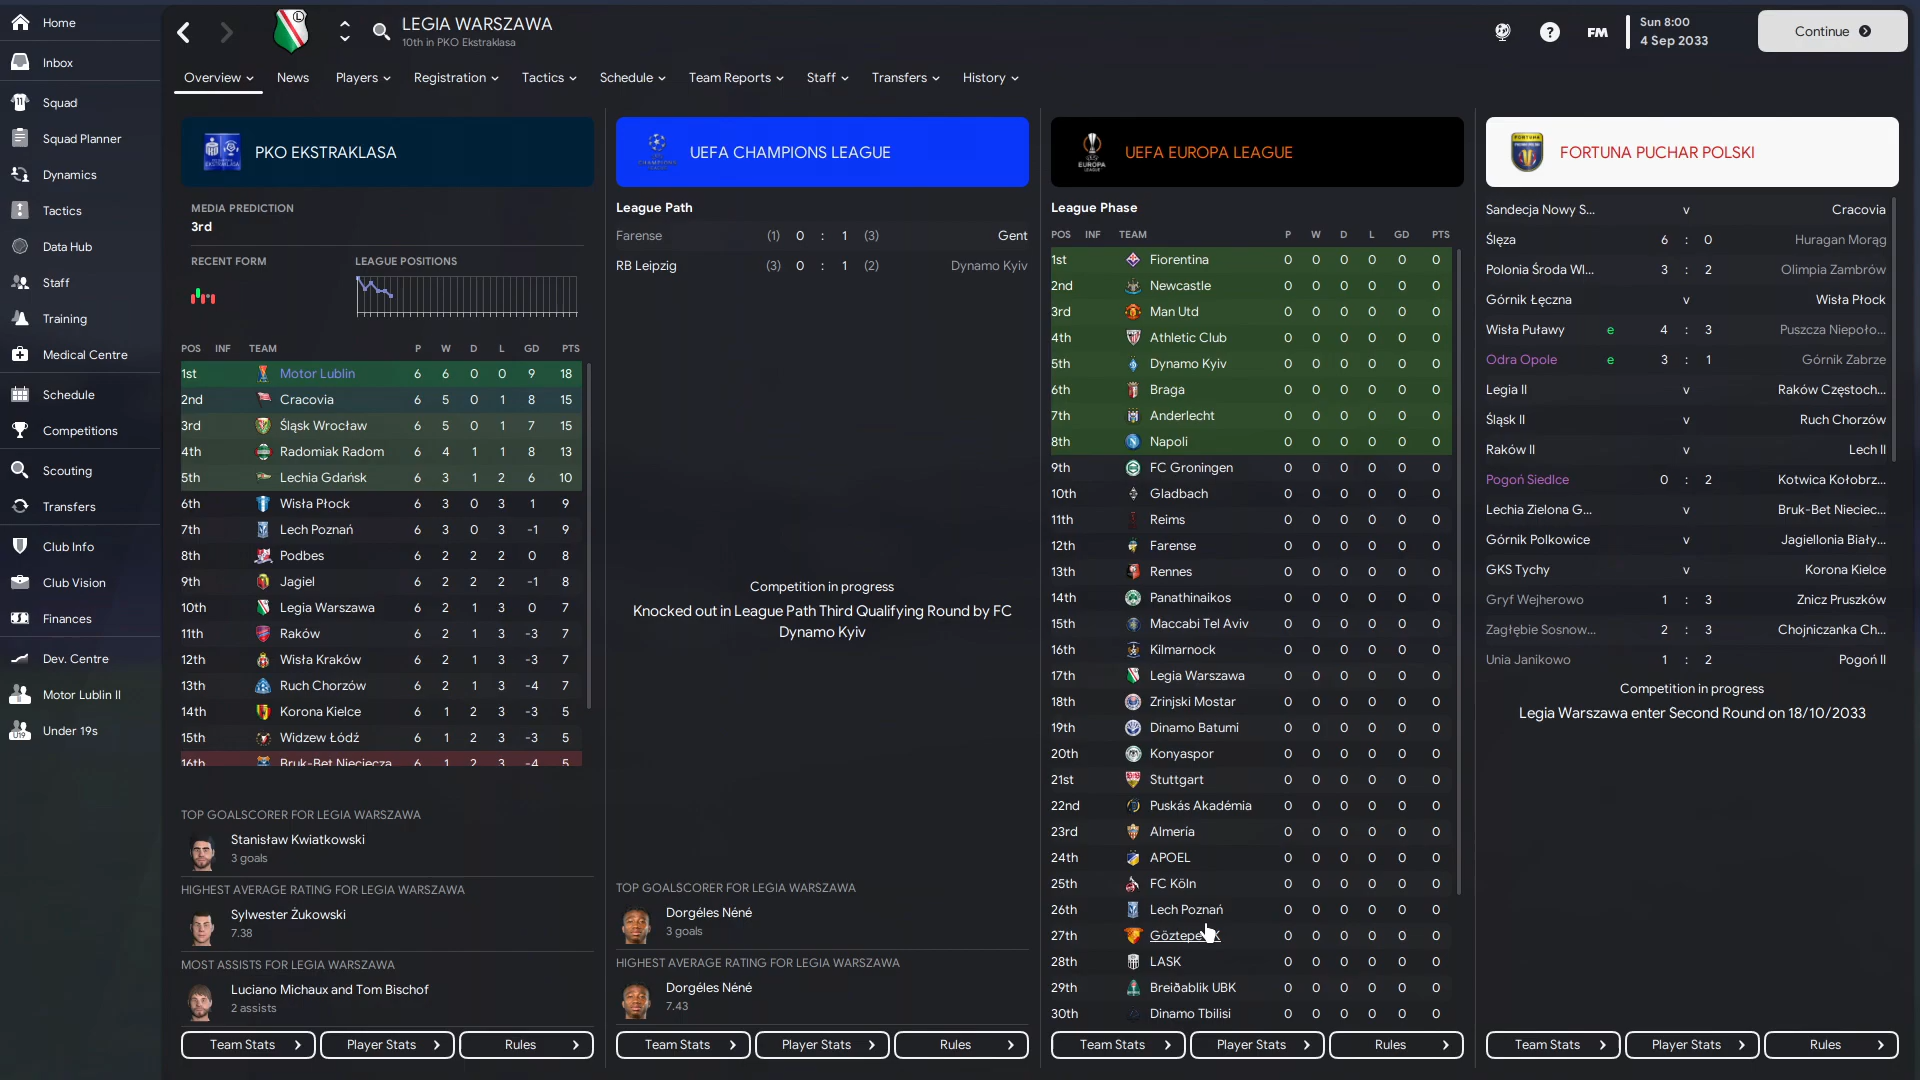 LEGIA WARSZAWA
10th in PKO Ekstraklasa
FM
Sun 8:00
4 Sep 2033
Continue
Home
Inbox
Squad
Squad Planner
Dynamics
Tactics
Data Hub
Staff
Training
Medical Centre
Schedule
Competitions
Scouting
Transfers
Club Info
Club Vision
Finances
Dev. Centre
Motor Lublin II
Under 19s
Overview News Players Registration Tactics Schedule Team Reports Staff Transfers History
PKO EKSTRAKLASA
MEDIA PREDICTION
3rd
RECENT FORM LEAGUE POSITIONS
POS INF TEAM P W D L GD PTS
1st Motor Lublin 6 6 0 0 9 18
2nd Cracovia 6 5 0 1 8 15
3rd Śląsk Wrocław 6 5 0 1 7 15
4th Radomiak Radom 6 4 1 1 8 13
5th Lechia Gdańsk 6 3 1 2 6 10
6th Wisła Płock 6 3 0 3 1 9
7th Lech Poznań 6 3 0 3 -1 9
8th Podbes 6 2 2 2 0 8
9th Jagiel 6 2 2 2 -1 8
10th Legia Warszawa 6 2 1 3 0 7
11th Raków 6 2 1 3 -3 7
12th Wisła Kraków 6 2 1 3 -3 7
13th Ruch Chorzów 6 2 1 3 -4 7
14th Korona Kielce 6 1 2 3 -3 5
15th Widzew Łódź 6 1 2 3 -3 5
16th Bruk-Bet Nieciecza 6 1 2 3 -4 5
TOP GOALSCORER FOR LEGIA WARSZAWA
Stanisław Kwiatkowski
3 goals
HIGHEST AVERAGE RATING FOR LEGIA WARSZAWA
Sylwester Żukowski
7.38
MOST ASSISTS FOR LEGIA WARSZAWA
Luciano Michaux and Tom Bischof
2 assists
Team Stats Player Stats Rules
UEFA CHAMPIONS LEAGUE
League Path
Farense (1) 0 : 1 (3) Gent
RB Leipzig (3) 0 : 1 (2) Dynamo Kyiv
Competition in progress
Knocked out in League Path Third Qualifying Round by FC
Dynamo Kyiv
TOP GOALSCORER FOR LEGIA WARSZAWA
Dorgéles Néné
3 goals
HIGHEST AVERAGE RATING FOR LEGIA WARSZAWA
Dorgéles Néné
7.43
Team Stats Player Stats Rules
UEFA EUROPA LEAGUE
League Phase
POS INF TEAM P W D L GD PTS
1st Fiorentina 0 0 0 0 0 0
2nd Newcastle 0 0 0 0 0 0
3rd Man Utd 0 0 0 0 0 0
4th Athletic Club 0 0 0 0 0 0
5th Dynamo Kyiv 0 0 0 0 0 0
6th Braga 0 0 0 0 0 0
7th Anderlecht 0 0 0 0 0 0
8th Napoli 0 0 0 0 0 0
9th FC Groningen 0 0 0 0 0 0
10th Gladbach 0 0 0 0 0 0
11th Reims 0 0 0 0 0 0
12th Farense 0 0 0 0 0 0
13th Rennes 0 0 0 0 0 0
14th Panathinaikos 0 0 0 0 0 0
15th Maccabi Tel Aviv 0 0 0 0 0 0
16th Kilmarnock 0 0 0 0 0 0
17th Legia Warszawa 0 0 0 0 0 0
18th Zrinjski Mostar 0 0 0 0 0 0
19th Dinamo Batumi 0 0 0 0 0 0
20th Konyaspor 0 0 0 0 0 0
21st Stuttgart 0 0 0 0 0 0
22nd Puskás Akadémia 0 0 0 0 0 0
23rd Almería 0 0 0 0 0 0
24th APOEL 0 0 0 0 0 0
25th FC Köln 0 0 0 0 0 0
26th Lech Poznań 0 0 0 0 0 0
27th Göztepe 0 0 0 0 0 0
28th LASK 0 0 0 0 0 0
29th Breiðablik UBK 0 0 0 0 0 0
30th Dinamo Tbilisi 0 0 0 0 0 0
Team Stats Player Stats Rules
FORTUNA PUCHAR POLSKI
Sandecja Nowy S... v Cracovia
Ślęza 6 : 0 Huragan Morąg
Polonia Środa Wl... 3 : 2 Olimpia Zambrów
Górnik Łęczna v Wisła Płock
Wisła Puławy e 4 : 3 Puszcza Niepoło...
Odra Opole e 3 : 1 Górnik Zabrze
Legia II v Raków Częstoch...
Śląsk II v Ruch Chorzów
Raków II v Lech II
Pogoń Siedlce 0 : 2 Kotwica Kołobrz...
Lechia Zielona G... v Bruk-Bet Nieciec...
Górnik Polkowice v Jagiellonia Biały...
GKS Tychy v Korona Kielce
Gryf Wejherowo 1 : 3 Znicz Pruszków
Zagłębie Sosnow... 2 : 3 Chojniczanka Ch...
Unia Janikowo 1 : 2 Pogoń II
Competition in progress
Legia Warszawa enter Second Round on 18/10/2033
Team Stats Player Stats Rules